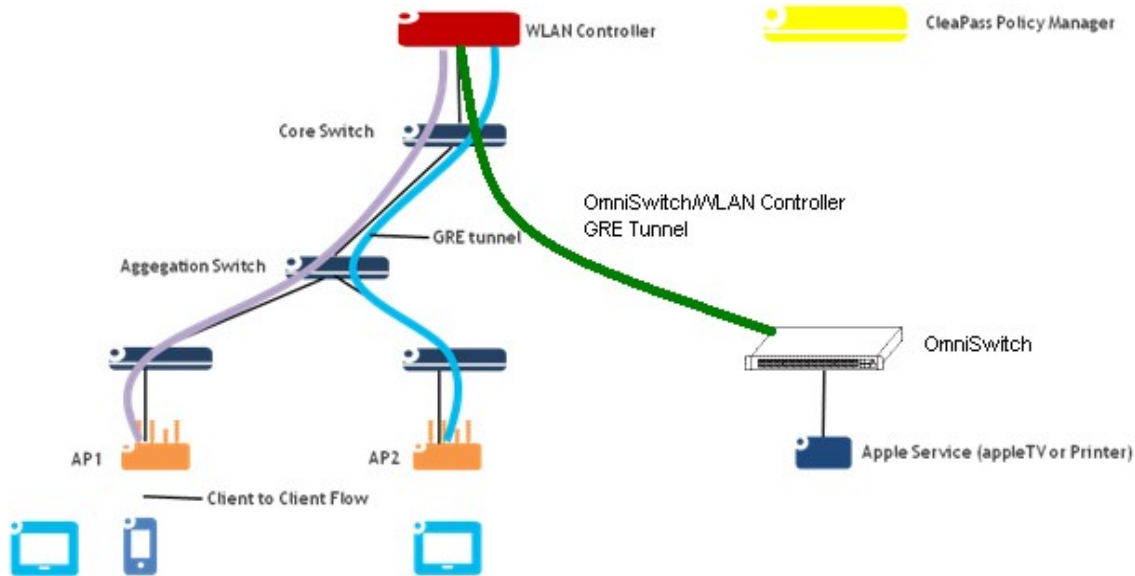 WLAN Controller
CleaPass Policy Manager
Core Switch
OmniSwitch/WLAN Controller
GRE Tunnel
GRE tunnel
Aggegation Switch
OmniSwitch
AP1
AP2
Apple Service (appleTV or Printer)
Client to Client Flow